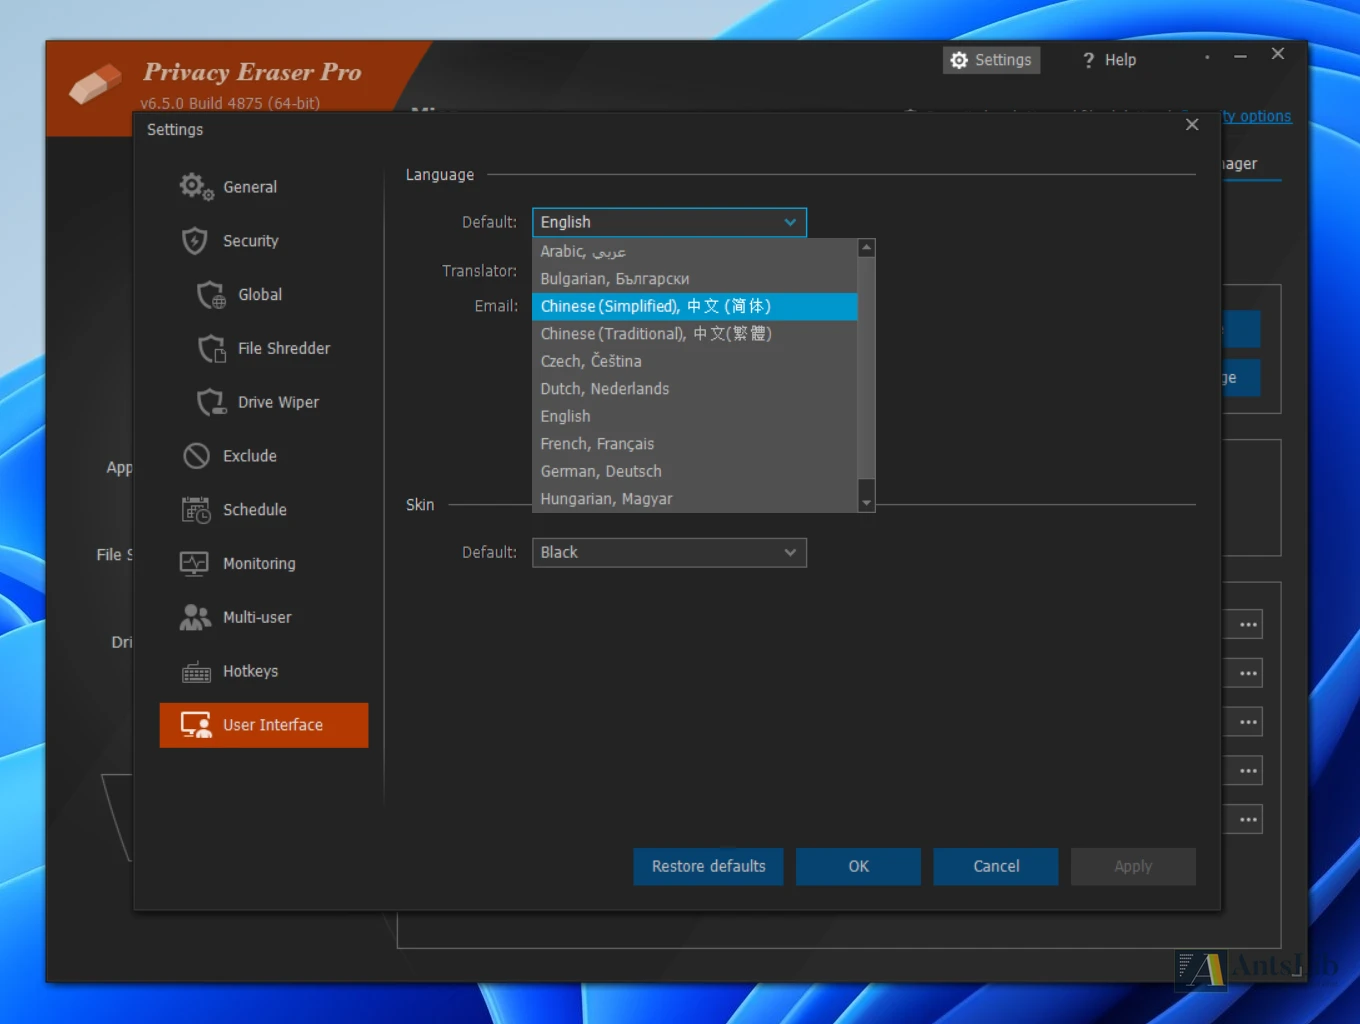 Privacy Eraser Pro
v6.5.0 Build 4875 (64-bit)
Settings
? Help
ty options
ager
Settings
General
Security
Global
File Shredder
Drive Wiper
Exclude
Schedule
Monitoring
Multi-user
Hotkeys
User Interface
Language
Default:
English
Translator:
Email:
Arabic, عربي
Bulgarian, Български
Chinese (Simplified), 中文 (简体)
Chinese (Traditional), 中文(繁體)
Czech, Čeština
Dutch, Nederlands
English
French, Français
German, Deutsch
Hungarian, Magyar
Skin
Default:
Black
App
File S
Dri
ge
Restore defaults
OK
Cancel
Apply
AntsLab